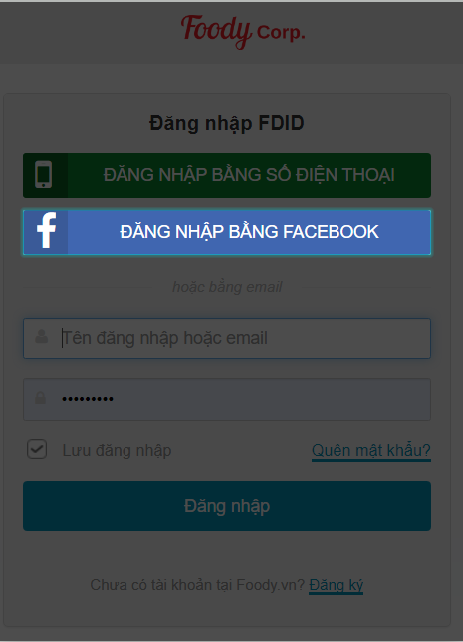 Foody Corp.
Đăng nhập FDID
ĐĂNG NHẬP BẰNG SỐ ĐIỆN THOẠI
ĐĂNG NHẬP BẰNG FACEBOOK
hoặc bằng email
Tên đăng nhập hoặc email
•••••••••
Lưu đăng nhập Quên mật khẩu?
Đăng nhập
Chưa có tài khoản tại Foody.vn? Đăng ký